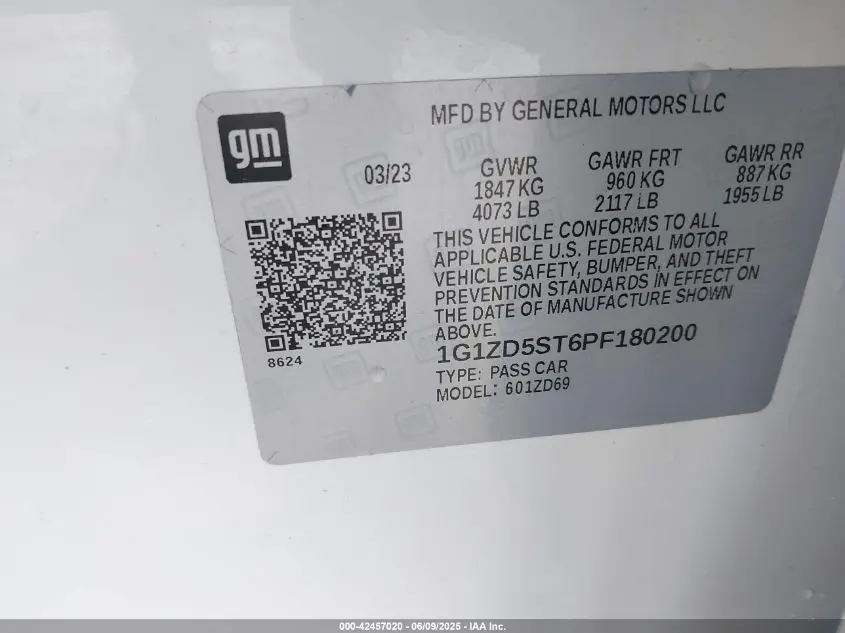 MFD BY GENERAL MOTORS LLC
gm
03/23
GVWR
1847 KG
4073 LB
GAWR FRT
960 KG
2117 LB
GAWR RR
887 KG
1955 LB
THIS VEHICLE CONFORMS TO ALL
APPLICABLE U.S. FEDERAL MOTOR
VEHICLE SAFETY, BUMPER, AND THEFT
PREVENTION STANDARDS IN EFFECT ON
THE DATE OF MANUFACTURE SHOWN
ABOVE.
1G1ZD5ST6PF180200
TYPE: PASS CAR
MODEL: 601ZD69
8624
000-42457020 - 06/09/2025 - IAA Inc.